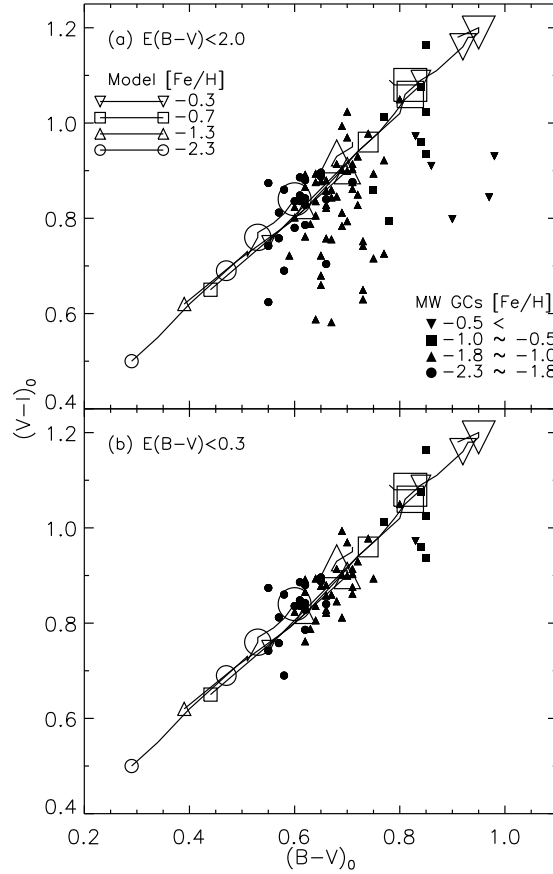 (a) E(B−V)<2.0
Model [Fe/H]
−0.3
−0.7
−1.3
−2.3
MW GCs [Fe/H]
−0.5 <
−1.0 ~ −0.5
−1.8 ~ −1.0
−2.3 ~ −1.8
1.2
1.0
0.8
0.6
0.4
(V−I)₀
(b) E(B−V)<0.3
1.2
1.0
0.8
0.6
0.4
0.2 0.4 0.6 0.8 1.0
(B−V)₀